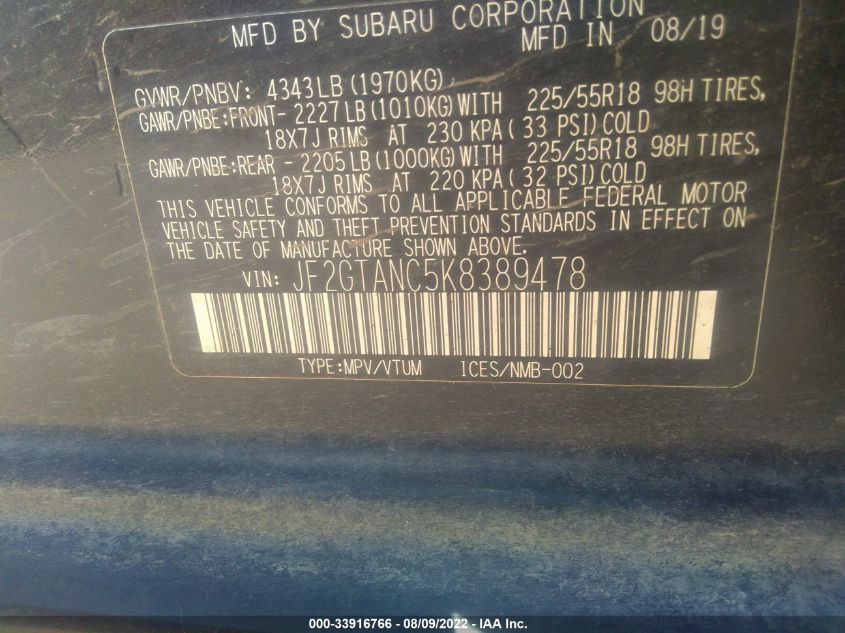 MFD BY SUBARU CORPORATION
MFD IN 08/19
GVWR/PNBV: 4343LB(1970KG)
GAWR/PNBE:FRONT- 2227LB(1010KG)WITH 225/55R18 98H TIRES,
18X7J RIMS AT 230 KPA( 33 PSI)COLD
GAWR/PNBE:REAR - 2205LB(1000KG)WITH 225/55R18 98H TIRES,
18X7J RIMS AT 220 KPA( 32 PSI)COLD
THIS VEHICLE CONFORMS TO ALL APPLICABLE FEDERAL MOTOR
VEHICLE SAFETY AND THEFT PREVENTION STANDARDS IN EFFECT ON
THE DATE OF MANUFACTURE SHOWN ABOVE.
VIN: JF2GTANC5K8389478
TYPE:MPV/VTUM ICES/NMB-002
000-33916766 - 08/09/2022 - IAA Inc.